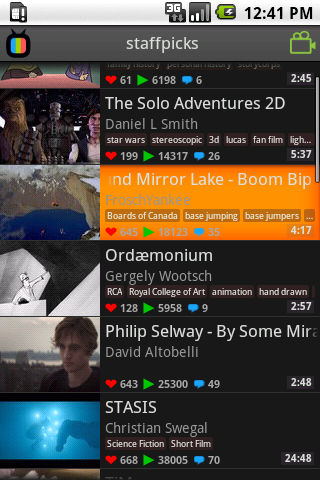 3G 12:41 PM
staffpicks
family history personal history storycorps
61 6198 6 2:45
The Solo Adventures 2D
Daniel L Smith
star wars stereoscopic 3d lucas fan film ligh...
199 14317 26 5:37
ind Mirror Lake - Boom Bip
FroschYankee
Boards of Canada base jumping base jumpers ...
645 18123 35 4:17
Ordæmonium
Gergely Wootsch
RCA Royal College of Art animation hand drawn
128 5958 9 2:57
Philip Selway - By Some Mira
David Altobelli
643 25300 49 2:48
STASIS
Christian Swegal
Science Fiction Short Film
668 38005 70 24:48